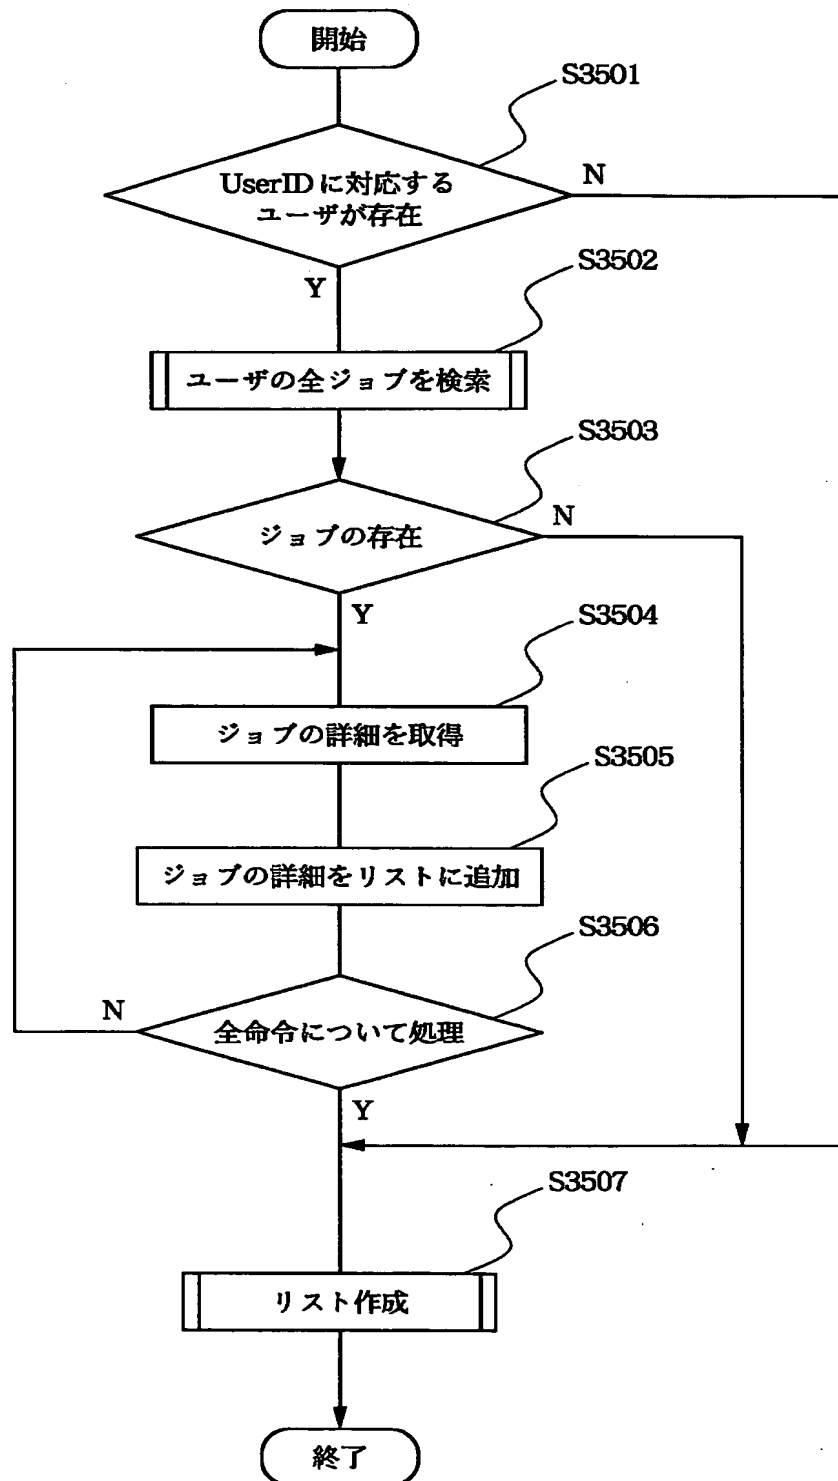 開始
S3501
UserIDに対応する
ユーザが存在
N
Y
S3502
ユーザの全ジョブを検索
S3503
ジョブの存在
N
Y
S3504
ジョブの詳細を取得
S3505
ジョブの詳細をリストに追加
S3506
N
全命令について処理
Y
S3507
リスト作成
終了